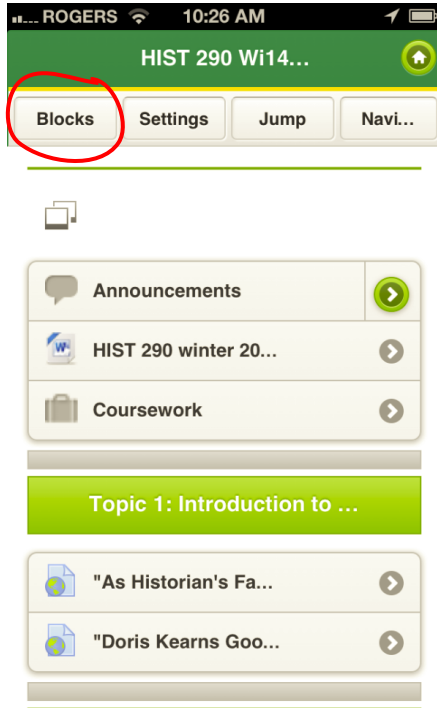 ROGERS 10:26 AM
HIST 290 Wi14...
Blocks Settings Jump Navi...
Announcements
W
HIST 290 winter 20...
Coursework
Topic 1: Introduction to ...
"As Historian's Fa...
"Doris Kearns Goo...